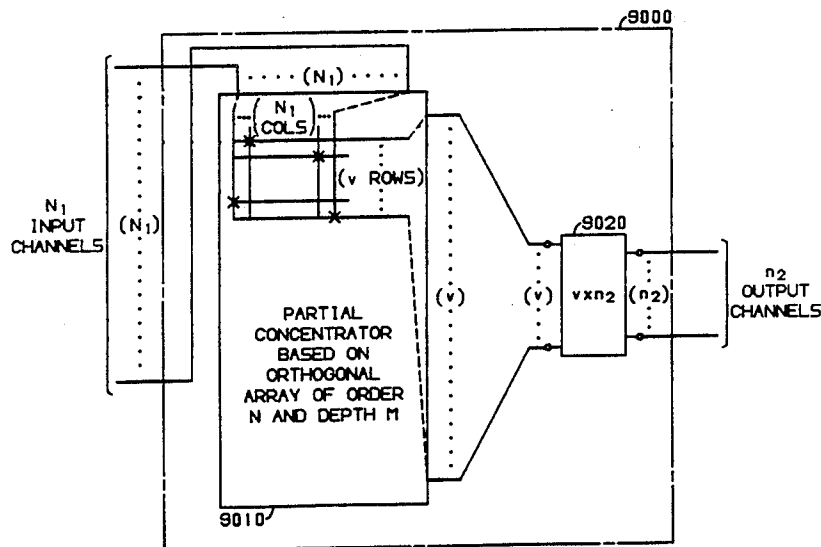 9000
(N1)
(N1 COLS)
(v ROWS)
N1
INPUT
CHANNELS
(N1)
PARTIAL
CONCENTRATOR
BASED ON
ORTHOGONAL
ARRAY OF ORDER
N AND DEPTH M
9010
(v)
(v)
9020
v×n2
(n2)
n2
OUTPUT
CHANNELS